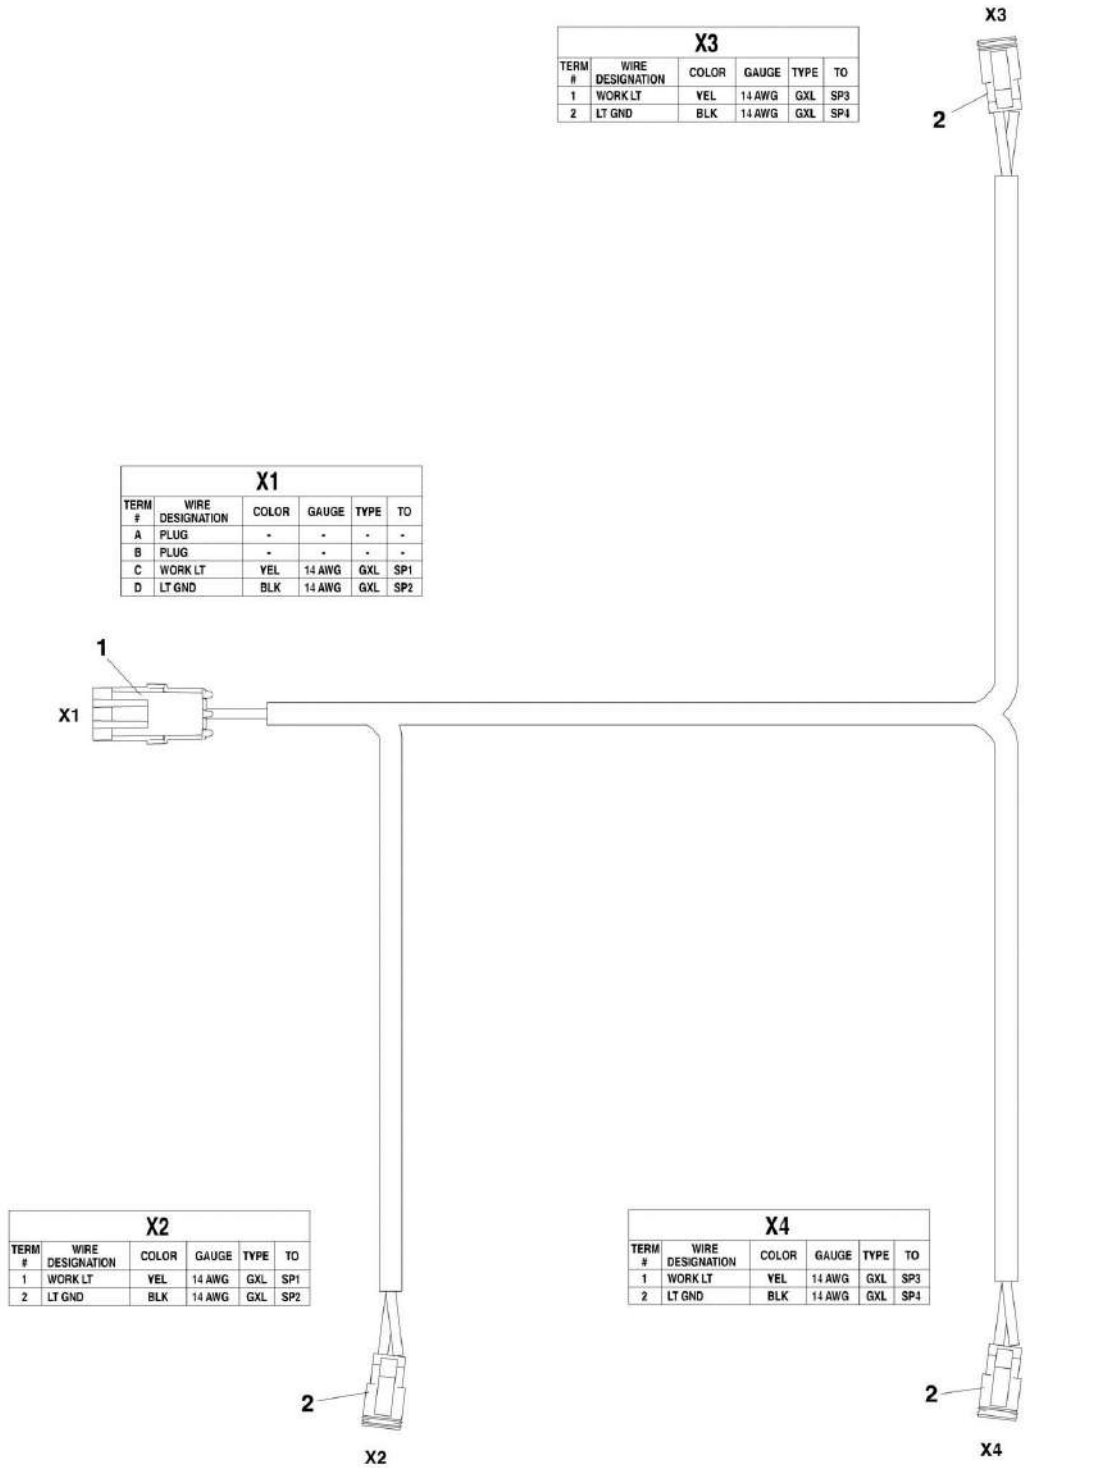 X3
X3
TERM # WIRE DESIGNATION COLOR GAUGE TYPE TO
1 WORK LT YEL 14 AWG GXL SP3
2 LT GND BLK 14 AWG GXL SP4
2
X1
TERM # WIRE DESIGNATION COLOR GAUGE TYPE TO
A PLUG - - - -
B PLUG - - - -
C WORK LT YEL 14 AWG GXL SP1
D LT GND BLK 14 AWG GXL SP2
1
X1
X2
TERM # WIRE DESIGNATION COLOR GAUGE TYPE TO
1 WORK LT YEL 14 AWG GXL SP1
2 LT GND BLK 14 AWG GXL SP2
X4
TERM # WIRE DESIGNATION COLOR GAUGE TYPE TO
1 WORK LT YEL 14 AWG GXL SP3
2 LT GND BLK 14 AWG GXL SP4
2
X2
2
X4